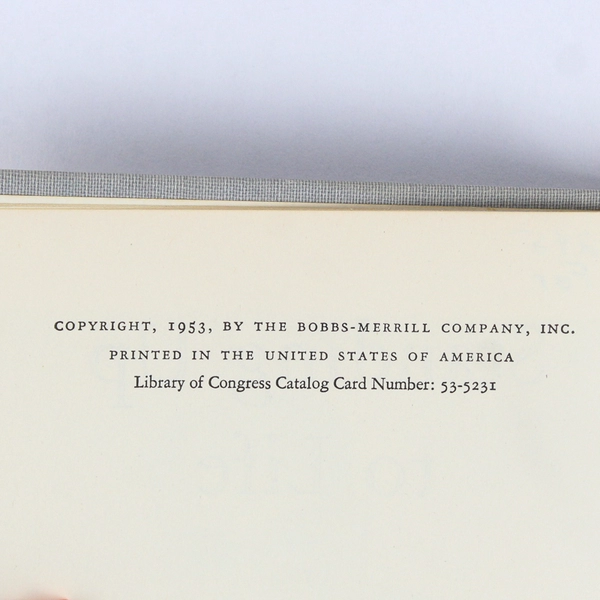 COPYRIGHT, 1953, BY THE BOBBS-MERRILL COMPANY, INC.
PRINTED IN THE UNITED STATES OF AMERICA
Library of Congress Catalog Card Number: 53-5231